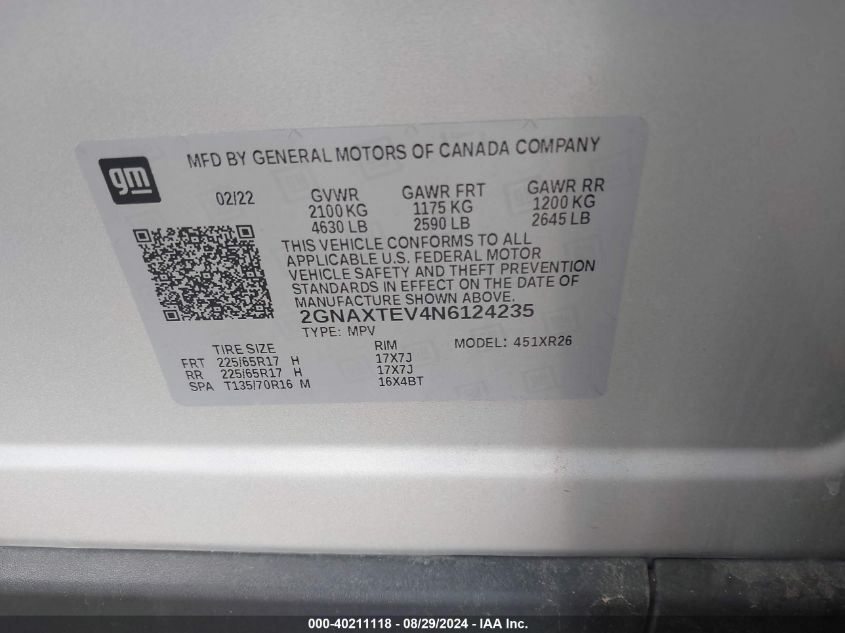 gm
MFD BY GENERAL MOTORS OF CANADA COMPANY
02/22 GVWR GAWR FRT GAWR RR
2100 KG 1175 KG 1200 KG
4630 LB 2590 LB 2645 LB
THIS VEHICLE CONFORMS TO ALL
APPLICABLE U.S. FEDERAL MOTOR
VEHICLE SAFETY AND THEFT PREVENTION
STANDARDS IN EFFECT ON THE DATE OF
MANUFACTURE SHOWN ABOVE.
2GNAXTEV4N6124235
TYPE: MPV
TIRE SIZE RIM MODEL: 451XR26
FRT 225/65R17 H 17X7J
RR 225/65R17 H 17X7J
SPA T135/70R16 M 16X4BT
000-40211118 - 08/29/2024 - IAA Inc.